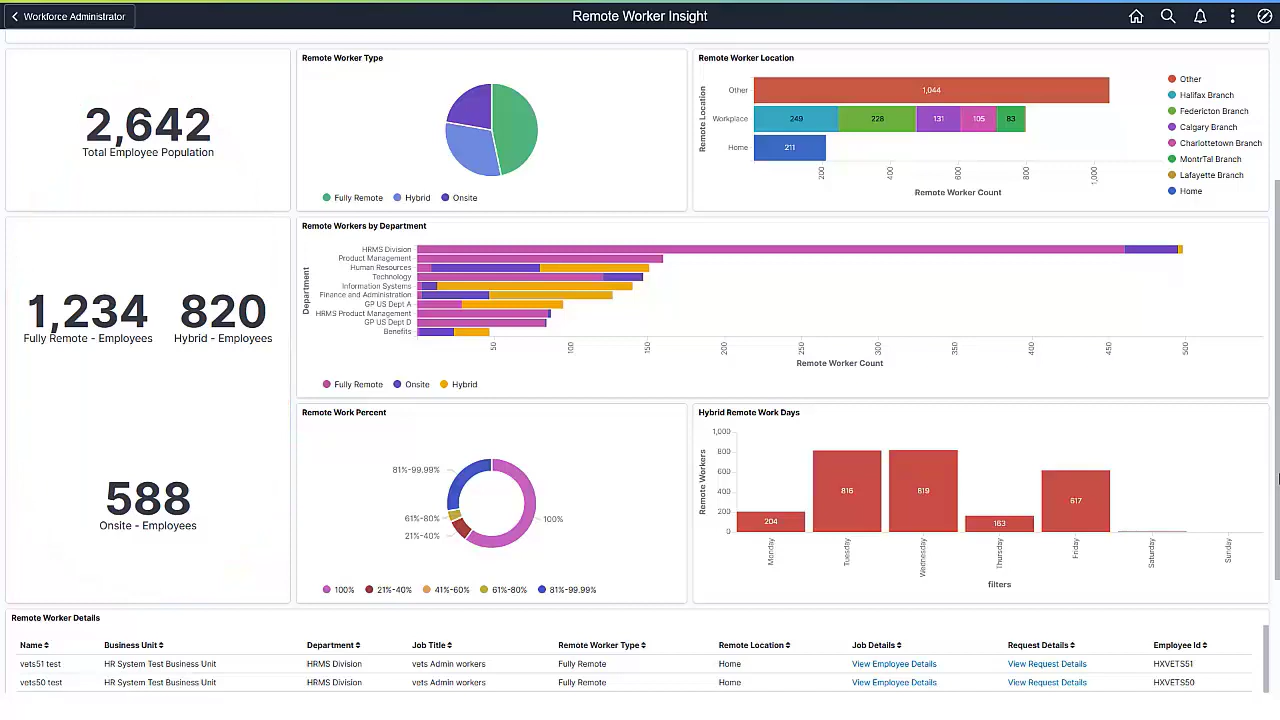 Workforce Administrator
Remote Worker Insight
2,642
Total Employee Population
Remote Worker Type
Fully Remote Hybrid Onsite
Remote Worker Location
Remote Location
Other 1,044
Workplace 249 228 131 105 83
Home 211
200 400 600 800 1,000
Remote Worker Count
Other
Halifax Branch
Federicton Branch
Calgary Branch
Charlottetown Branch
MontrTal Branch
Lafayette Branch
Home
1,234 820
Fully Remote - Employees Hybrid - Employees
588
Onsite - Employees
Remote Workers by Department
Department
HRMS Division
Product Management
Human Resources
Technology
Information Systems
Finance and Administration
GP US Dept A
HRMS Product Management
GP US Dept D
Benefits
50 100 150 200 250 300 350 400 450 500
Remote Worker Count
Fully Remote Onsite Hybrid
Remote Work Percent
81%-99.99%
61%-80%
21%-40%
100%
100% 21%-40% 41%-60% 61%-80% 81%-99.99%
Hybrid Remote Work Days
Remote Workers
1,000
800
600
400
200
0
204 816 819 163 617
Monday Tuesday Wednesday Thursday Friday Saturday Sunday
filters
Remote Worker Details
Name Business Unit Department Job Title Remote Worker Type Remote Location Job Details Request Details Employee Id
vets51 test HR System Test Business Unit HRMS Division vets Admin workers Fully Remote Home View Employee Details View Request Details HXVETS51
vets50 test HR System Test Business Unit HRMS Division vets Admin workers Fully Remote Home View Employee Details View Request Details HXVETS50